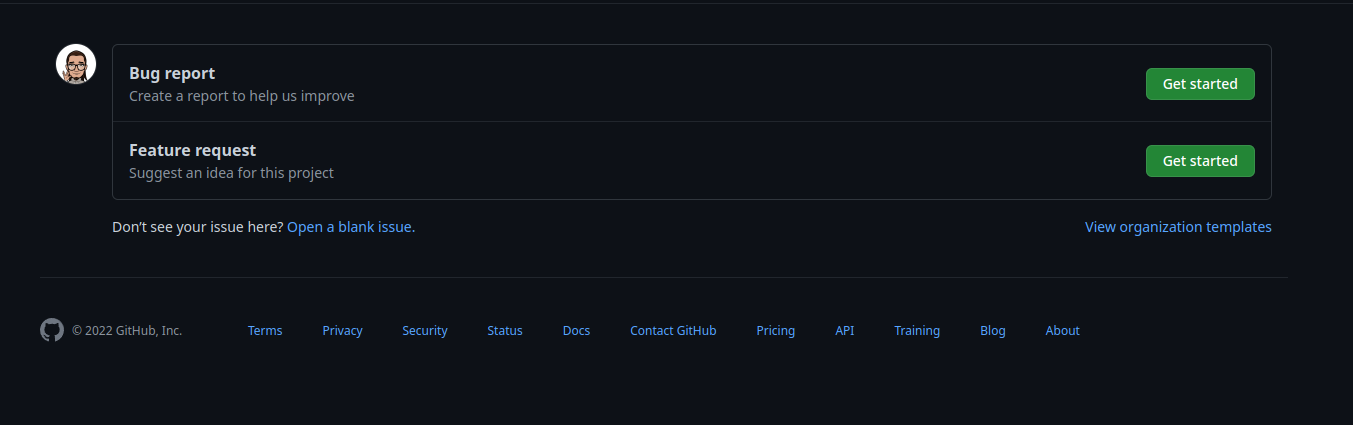 Bug report
Create a report to help us improve
Get started
Feature request
Suggest an idea for this project
Get started
Don’t see your issue here? Open a blank issue.
View organization templates
© 2022 GitHub, Inc.
Terms
Privacy
Security
Status
Docs
Contact GitHub
Pricing
API
Training
Blog
About